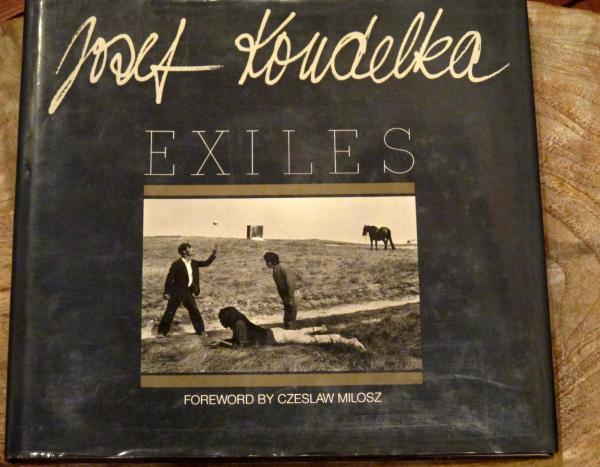 Josef Koudelka
EXILES
FOREWORD BY CZESLAW MILOSZ